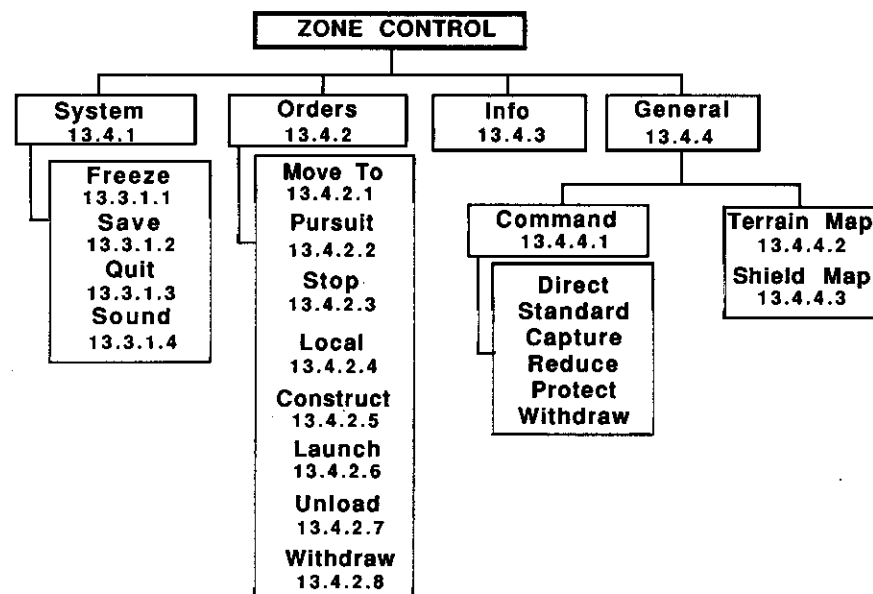 ZONE CONTROL
System
13.4.1
Orders
13.4.2
Info
13.4.3
General
13.4.4
Freeze
13.3.1.1
Save
13.3.1.2
Quit
13.3.1.3
Sound
13.3.1.4
Move To
13.4.2.1
Pursuit
13.4.2.2
Stop
13.4.2.3
Local
13.4.2.4
Construct
13.4.2.5
Launch
13.4.2.6
Unload
13.4.2.7
Withdraw
13.4.2.8
Command
13.4.4.1
Direct
Standard
Capture
Reduce
Protect
Withdraw
Terrain Map
13.4.4.2
Shield Map
13.4.4.3